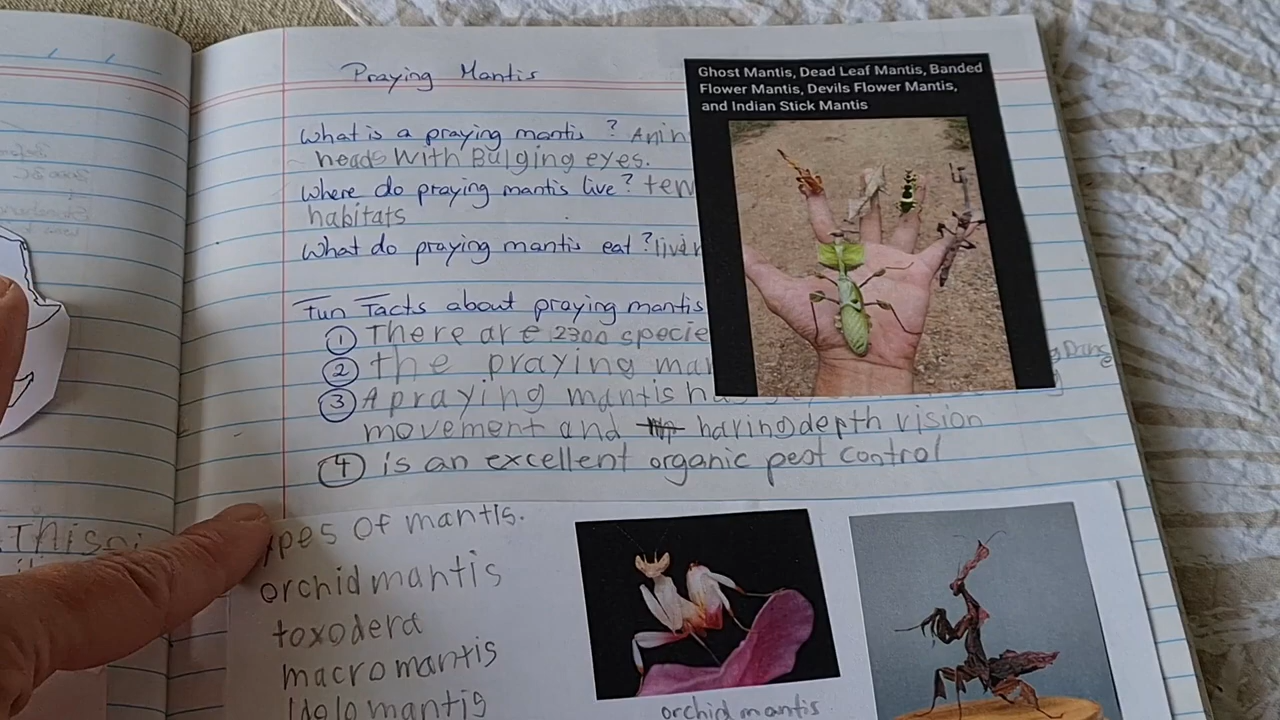 Praying Mantis
Ghost Mantis, Dead Leaf Mantis, Banded
Flower Mantis, Devils Flower Mantis,
and Indian Stick Mantis
What is a praying mantis ?
heads With Bulging eyes.
Where do praying mantis live?
habitats
What do praying mantis eat ?
Fun Facts about praying mantis
① There are 2300 specie
② the praying
③ A praying mantis
movement and having depth vision
④ is an excellent organic pest control
ypes of mantis.
orchid mantis
toxodera
macromantis
Idolomantis
orchid mantis